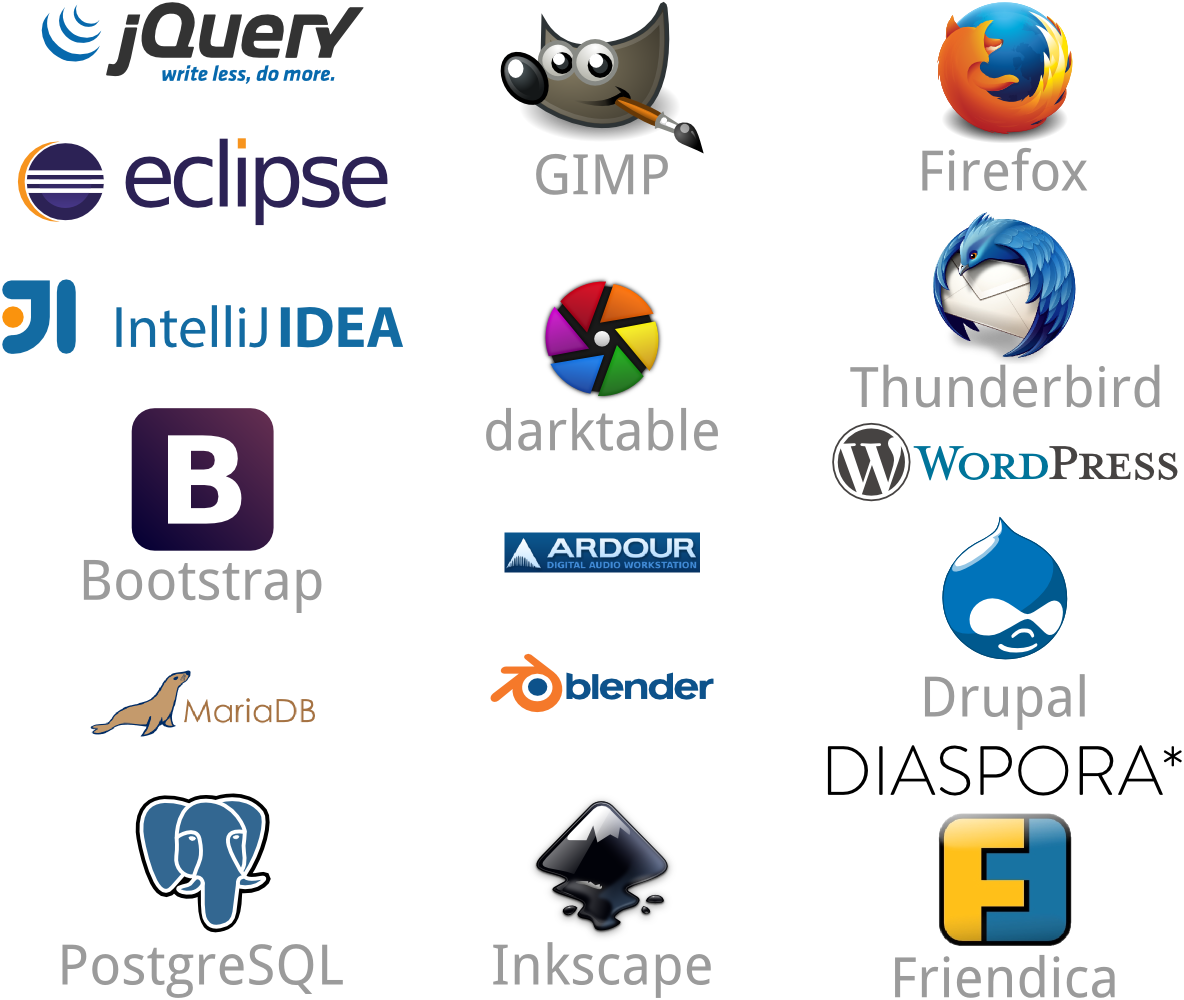 jQuery
write less, do more.
eclipse
IntelliJ IDEA
B
Bootstrap
MariaDB
PostgreSQL
GIMP
darktable
ARDOUR
DIGITAL AUDIO WORKSTATION
blender
Inkscape
Firefox
Thunderbird
W WORDPRESS
Drupal
DIASPORA*
F
Friendica